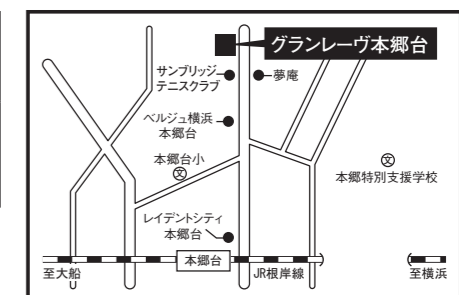 グランレーヴ本郷台
サンブリッジ
テニスクラブ
夢庵
ベルジュ横浜
本郷台
本郷台小
文
文
本郷特別支援学校
レイデントシティ
本郷台
本郷台
至大船
JR根岸線
至横浜